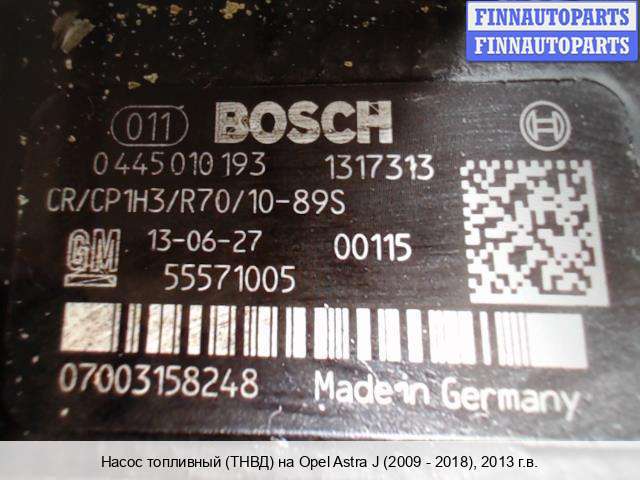 FINNAUTOPARTS
FINNAUTOPARTS
011 BOSCH
0 445 010 193 1317313
CR/CP1H3/R70/10-89S
GM 13-06-27 00115
55571005
07003158248 Made in Germany
Насос топливный (ТНВД) на Opel Astra J (2009 - 2018), 2013 г.в.